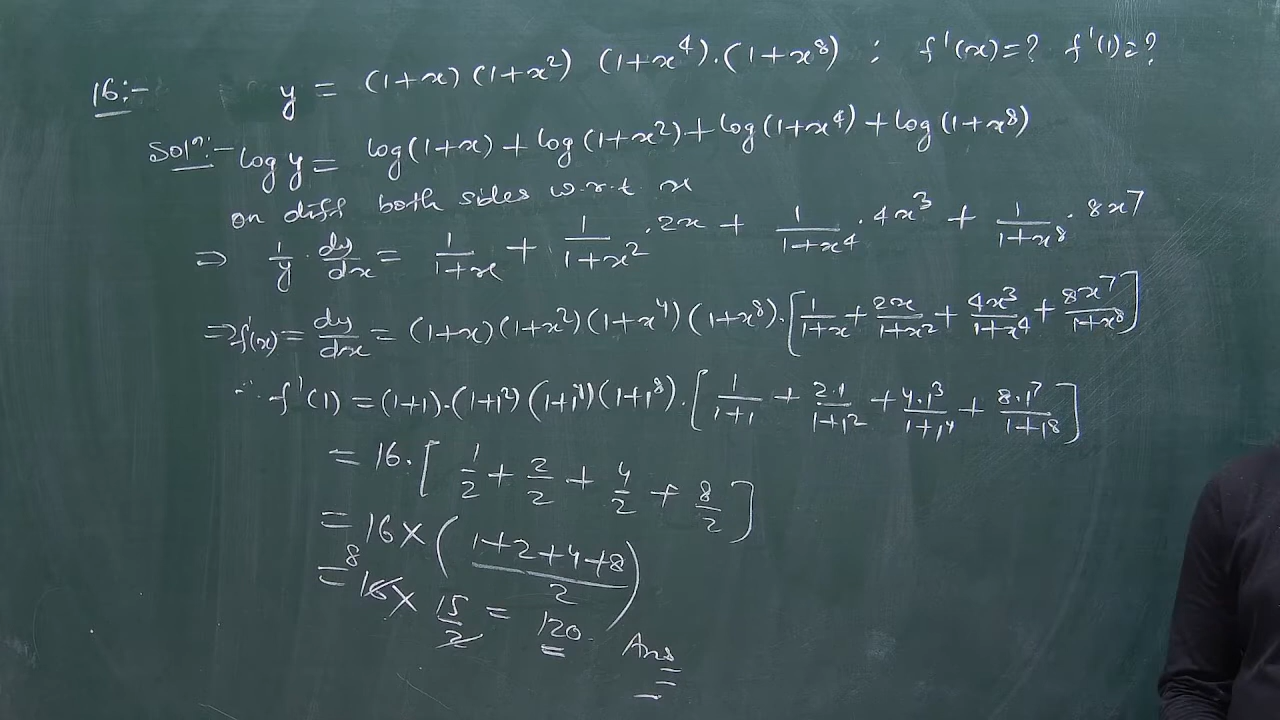 16:- y = (1+x) (1+x²) (1+x⁴).(1+x⁸) : f'(x)=? f'(1)=?
Solⁿ:- log y = log(1+x) + log(1+x²) + log(1+x⁴) + log(1+x⁸)
on diff both sides w.r.t. x
⇒ 1/y . dy/dx = 1/1+x + 1/1+x² . 2x + 1/1+x⁴ . 4x³ + 1/1+x⁸ . 8x⁷
⇒ f'(x) = dy/dx = (1+x) (1+x²) (1+x⁴) (1+x⁸) . [1/1+x + 2x/1+x² + 4x³/1+x⁴ + 8x⁷/1+x⁸]
∴ f'(1) = (1+1).(1+1²) (1+1⁴) (1+1⁸) . [1/1+1 + 2.1/1+1² + 4.1³/1+1⁴ + 8.1⁷/1+1⁸]
= 16 . [1/2 + 2/2 + 4/2 + 8/2]
= 16 × (1+2+4+8/2)
= 8 16 × 15/2 = 120. Ans